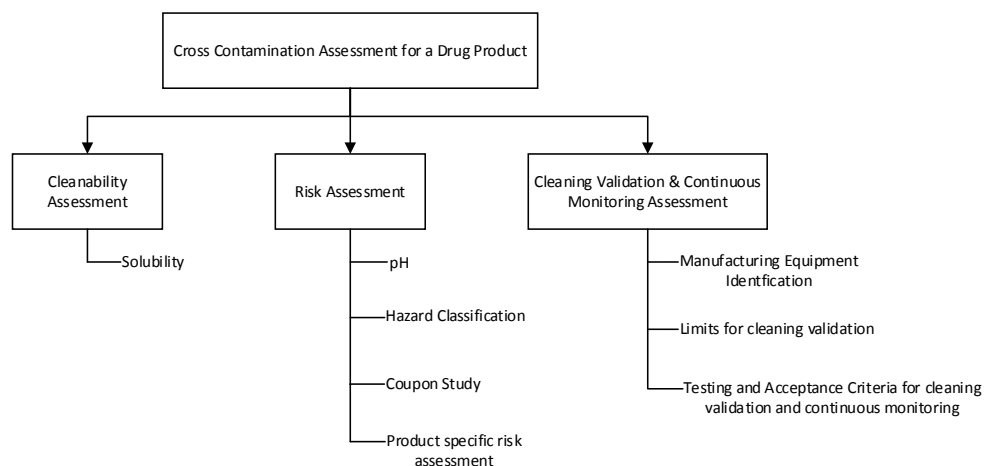 Cross Contamination Assessment for a Drug Product
Cleanability
Assessment
Risk Assessment
Cleaning Validation & Continuous
Monitoring Assessment
Solubility
pH
Hazard Classification
Coupon Study
Product specific risk
assessment
Manufacturing Equipment
Identfication
Limits for cleaning validation
Testing and Acceptance Criteria for cleaning
validation and continuous monitoring